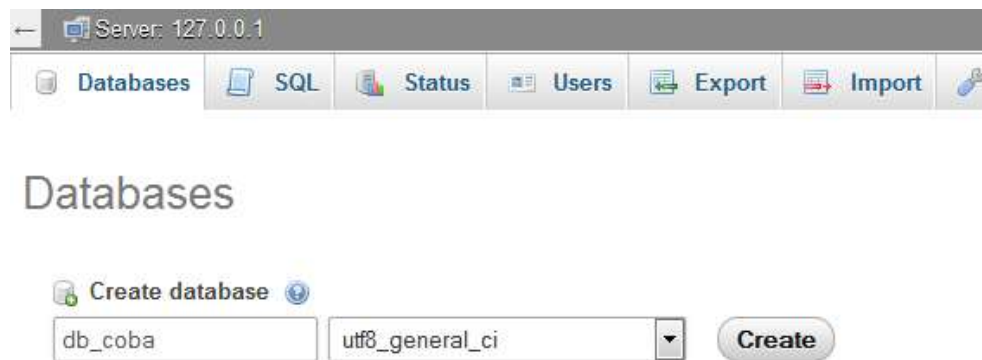 Server: 127.0.0.1
Databases SQL Status Users Export Import
Databases
Create database
db_coba utf8_general_ci Create